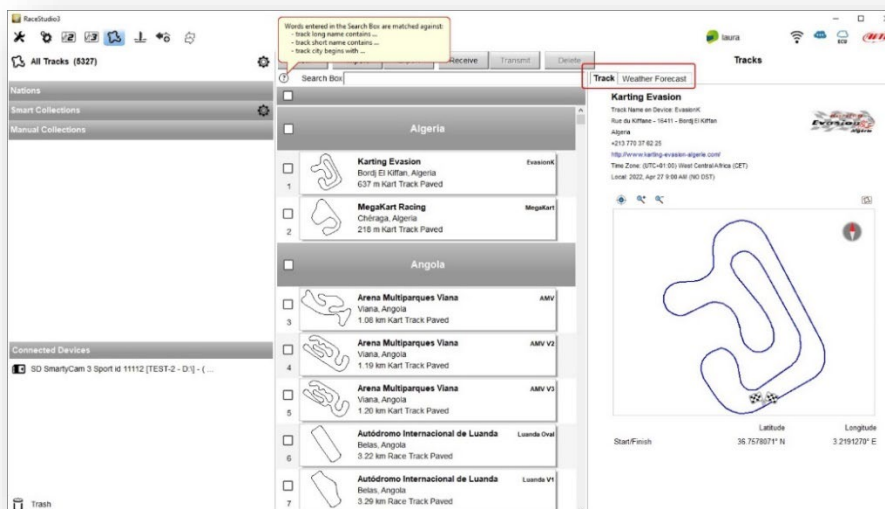 RaceStudio3
Words entered in the Search Box are matched against:
- track long name contains ...
- track short name contains ...
- track city begins with ...
laura
All Tracks (5327)
Receive
Transmit
Delete
Tracks
Search Box
Track
Weather Forecast
Nations
Smart Collections
Manual Collections
Connected Devices
SD SmartyCam 3 Sport id 11112 [TEST-2 - D:\] - ( ...
Trash
Algeria
Karting Evasion
EvasionK
Bordj El Kiffan, Algeria
637 m Kart Track Paved
1
MegaKart Racing
MegaKart
Chéraga, Algeria
218 m Kart Track Paved
2
Angola
Arena Multiparques Viana
AMV
Viana, Angola
1.08 km Kart Track Paved
3
Arena Multiparques Viana
AMV V2
Viana, Angola
1.19 km Kart Track Paved
4
Arena Multiparques Viana
AMV V3
Viana, Angola
1.20 km Kart Track Paved
5
Autódromo Internacional de Luanda
Luanda Oval
Belas, Angola
3.22 km Race Track Paved
6
Autódromo Internacional de Luanda
Luanda V1
Belas, Angola
3.29 km Race Track Paved
7
Karting Evasion
Track Name on Device: EvasionK
Rue du Kiffane - 16411 - Bordj El Kiffan
Algeria
+213 770 37 62 25
http://www.karting-evasion-algerie.com/
Time Zone: (UTC+01:00) West Central Africa (CET)
Local: 2022, Apr 27 9:08 AM (NO DST)
Evasion
Latitude
Longitude
Start/Finish
36.7578071° N
3.2191270° E